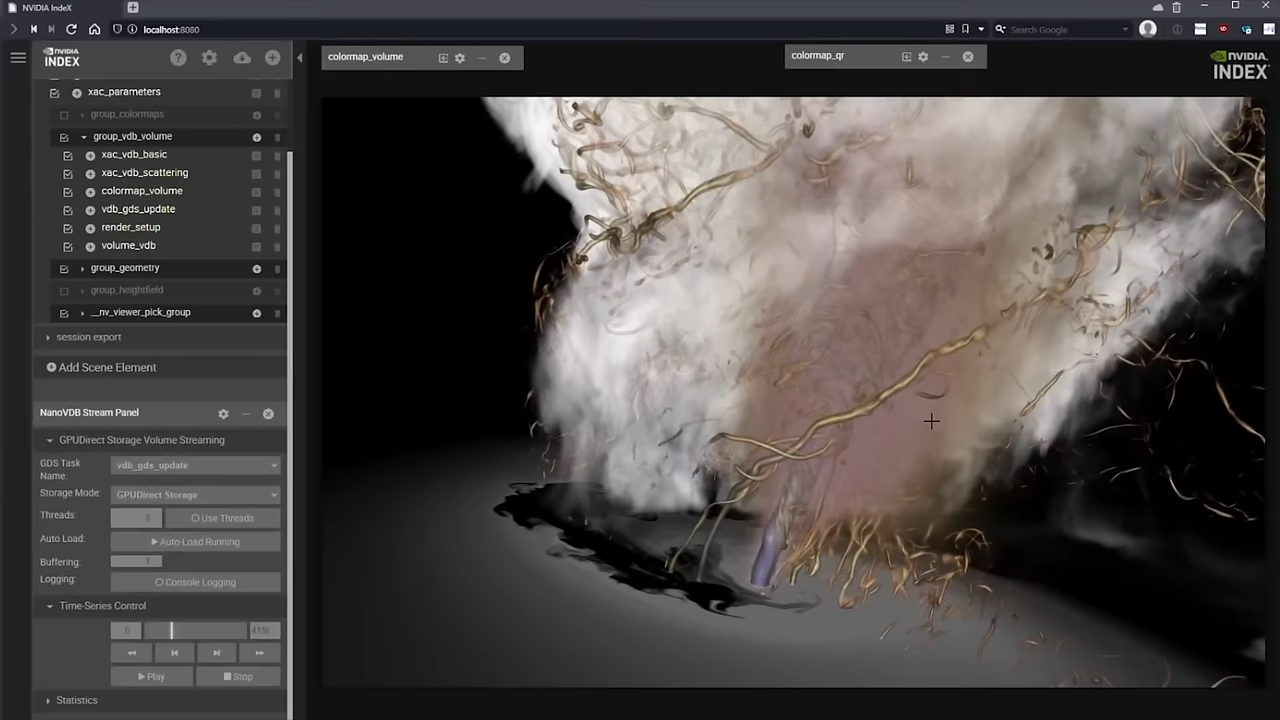 NVIDIA IndeX
localhost:8080
Search Google
NVIDIA
INDEX
xac_parameters
group_colormaps
group_vdb_volume
xac_vdb_basic
xac_vdb_scattering
colormap_volume
vdb_gds_update
render_setup
volume_vdb
group_geometry
group_heightfield
__nv_viewer_pick_group
session export
Add Scene Element
NanoVDB Stream Panel
GPUDirect Storage Volume Streaming
GDS Task Name: vdb_gds_update
Storage Mode: GPUDirect Storage
Threads: 8 Use Threads
Auto Load: Auto-Load Running
Buffering: 1
Logging: Console Logging
Time-Series Control
0
Play Stop
Statistics
colormap_volume
colormap_qr
NVIDIA
INDEX